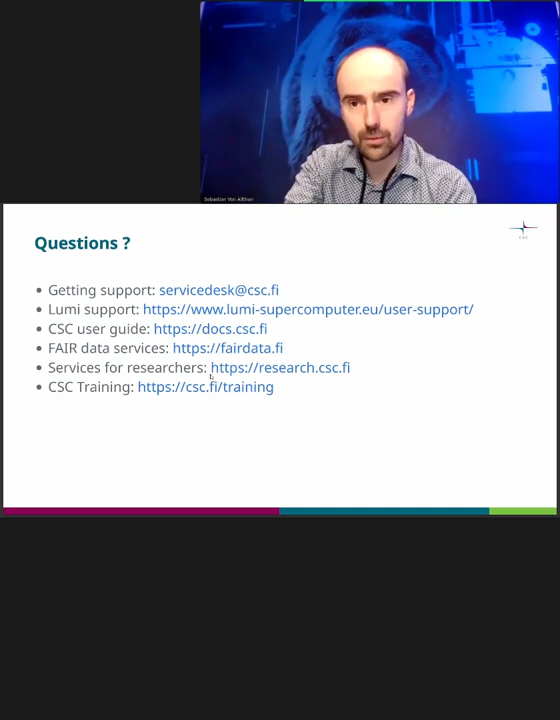 Sebastian Von Alfthan
CSC
Questions ?
Getting support: servicedesk@csc.fi
Lumi support: https://www.lumi-supercomputer.eu/user-support/
CSC user guide: https://docs.csc.fi
FAIR data services: https://fairdata.fi
Services for researchers: https://research.csc.fi
CSC Training: https://csc.fi/training